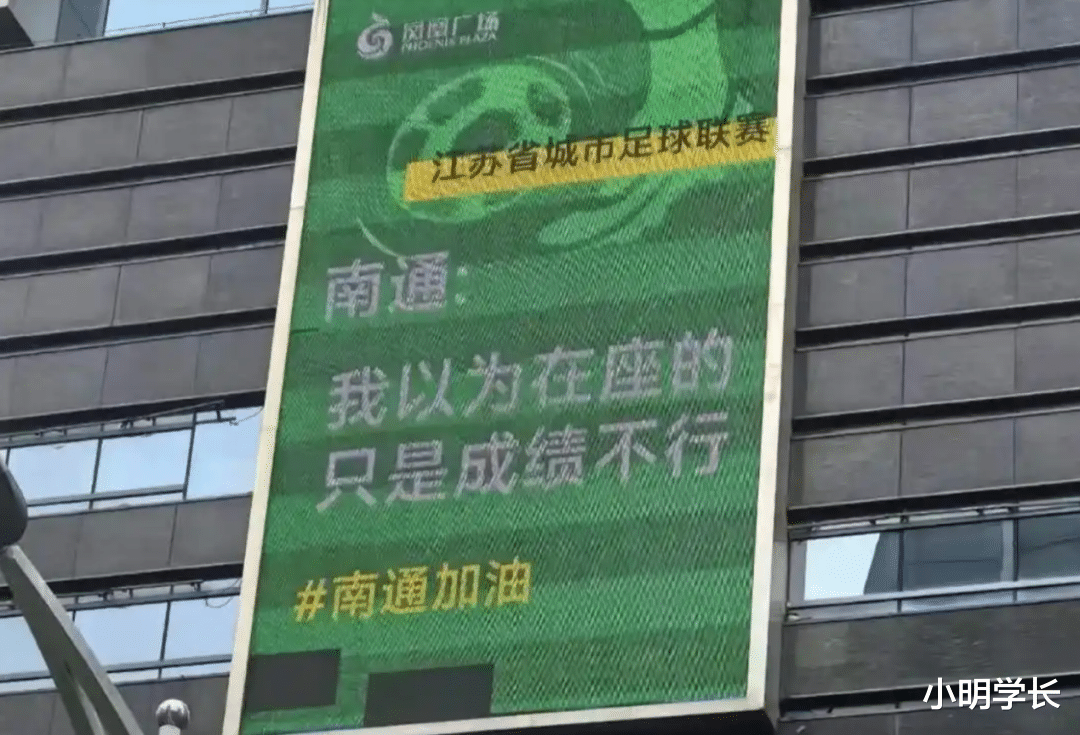 凤凰广场
PHOENIX PLAZA
江苏省城市足球联赛
南通:
我以为在座的
只是成绩不行
#南通加油
小明学长